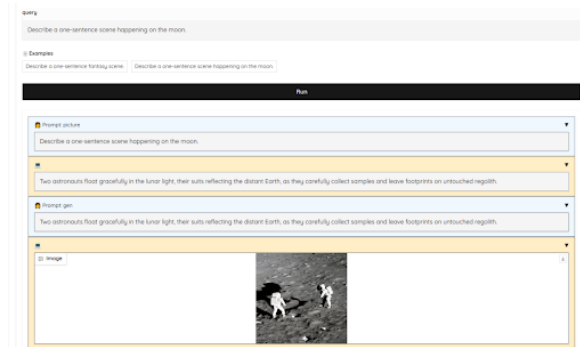 query
Describe a one-sentence scene happening on the moon.
Examples
Describe a one-sentence fantasy scene.
Describe a one-sentence scene happening on the moon.
Run
Prompt picture
Describe a one-sentence scene happening on the moon.
Two astronauts float gracefully in the lunar light, their suits reflecting the distant Earth, as they carefully collect samples and leave footprints on untouched regolith.
Prompt gen
Two astronauts float gracefully in the lunar light, their suits reflecting the distant Earth, as they carefully collect samples and leave footprints on untouched regolith.
Image